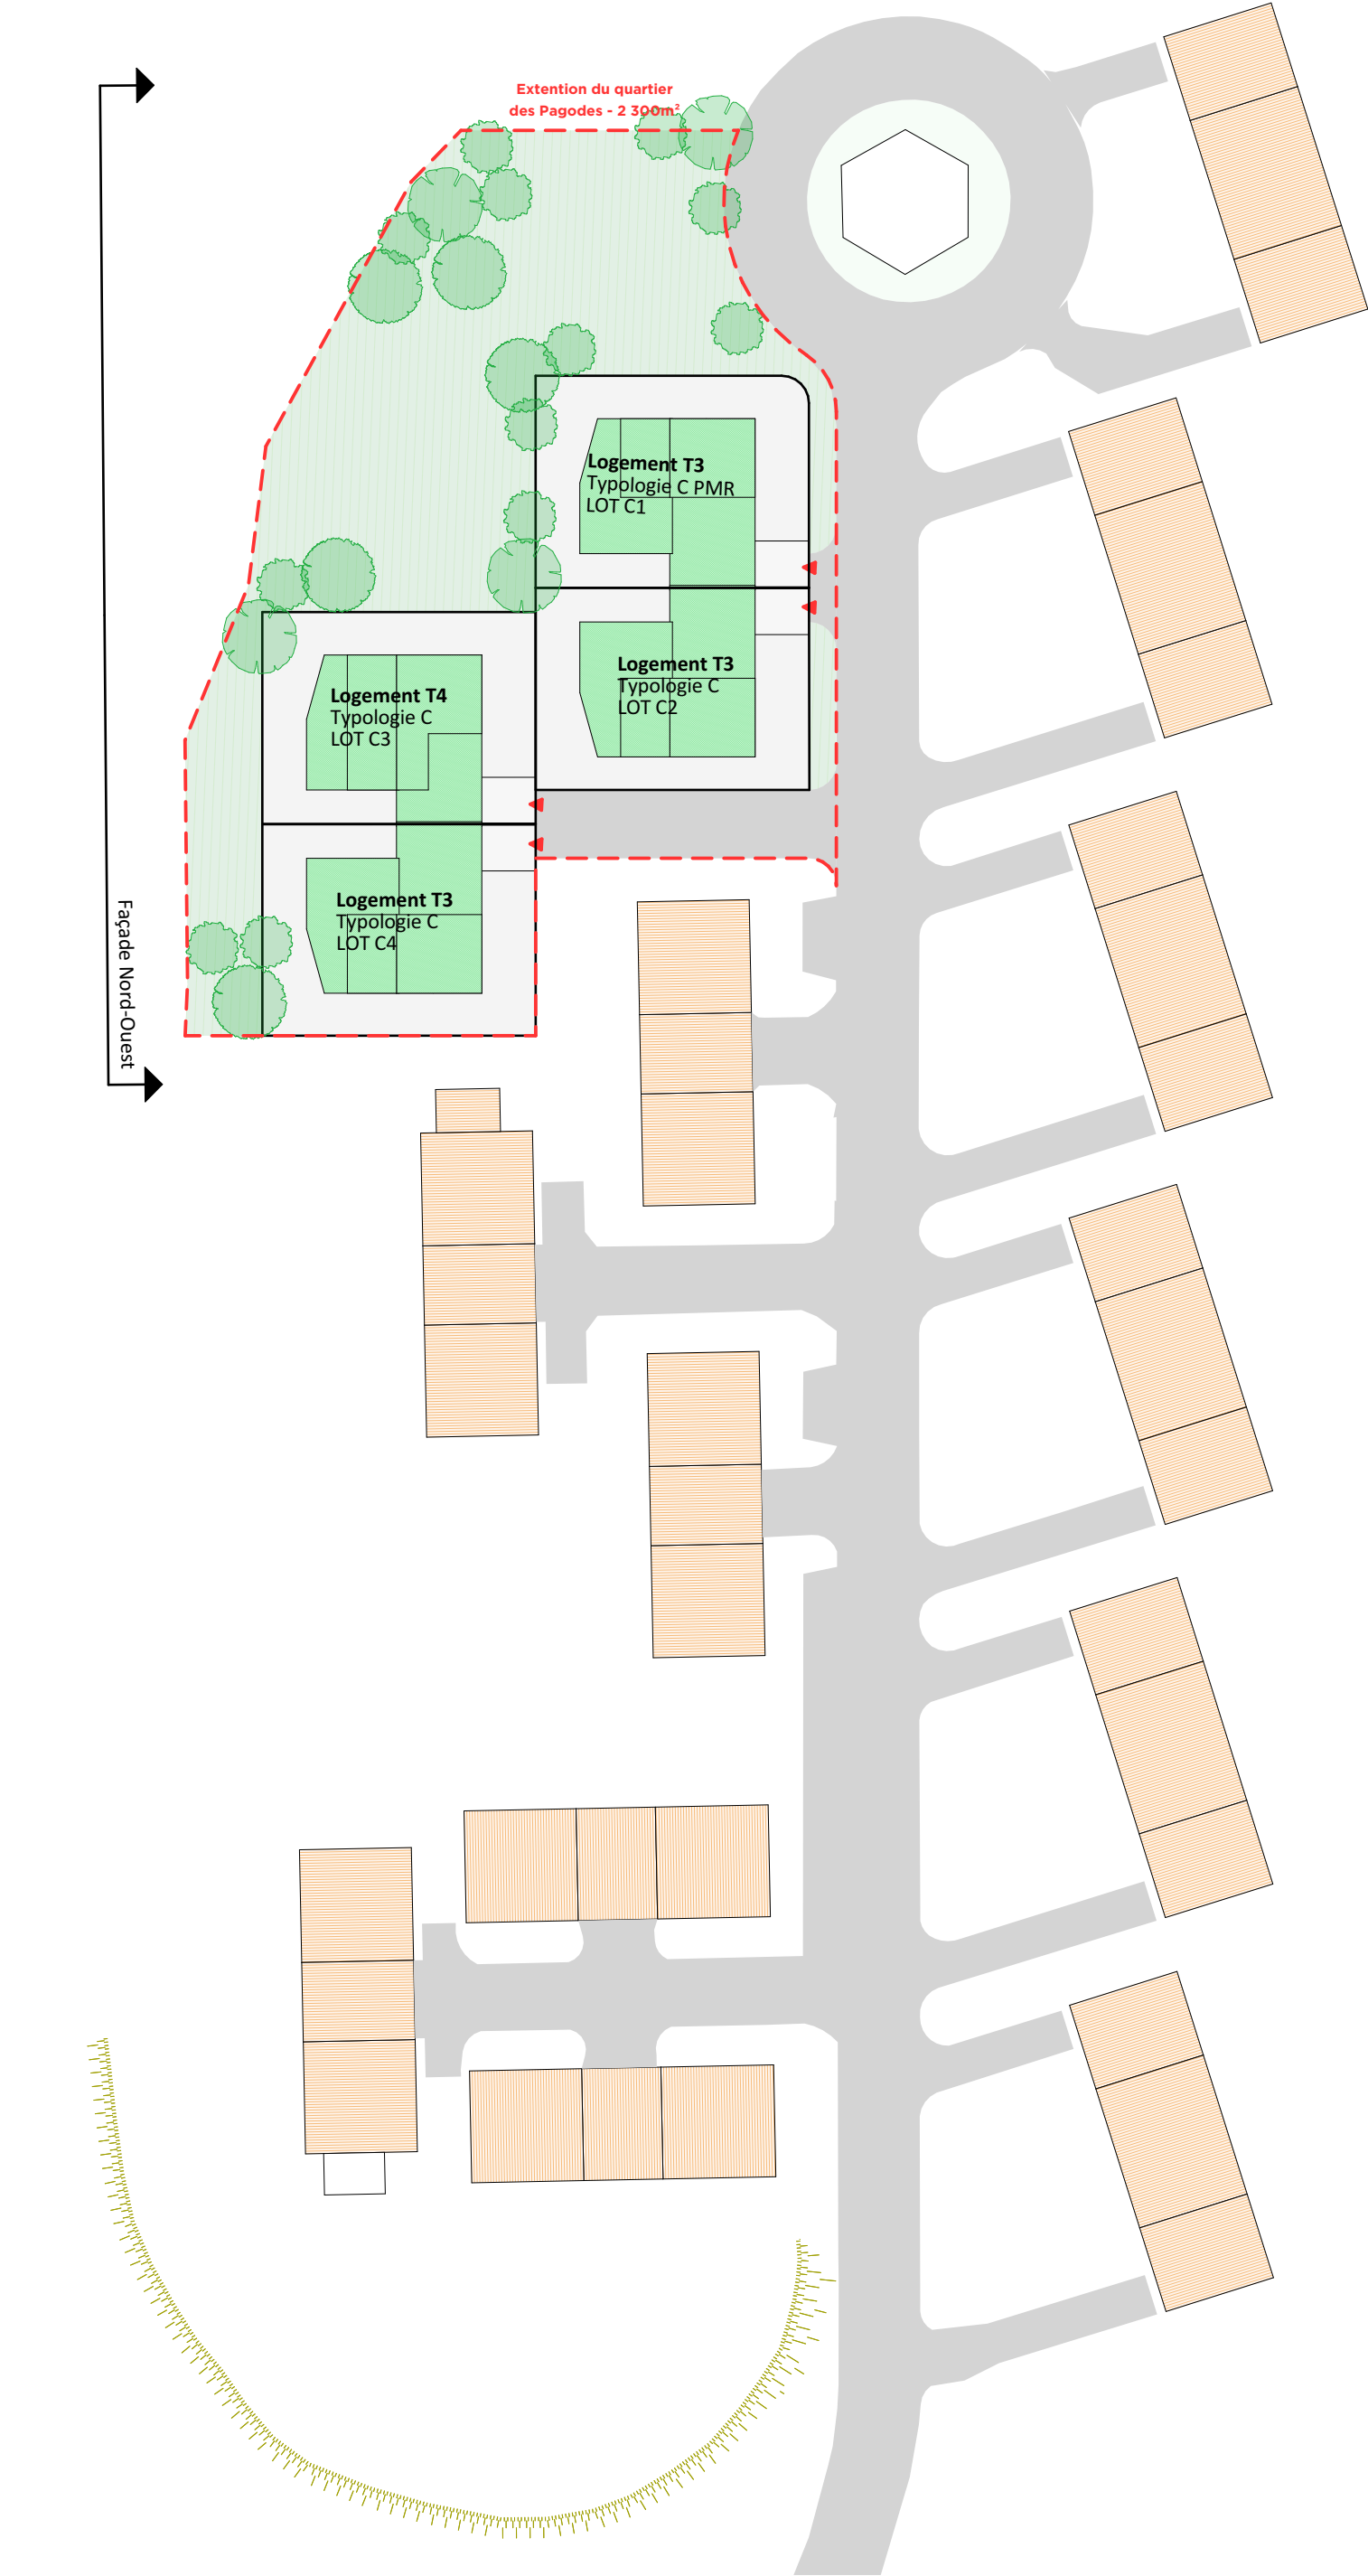 Extention du quartier
des Pagodes - 2 300m²
Logement T3
Typologie C PMR
LOT C1
Logement T3
Typologie C
LOT C2
Logement T4
Typologie C
LOT C3
Logement T3
Typologie C
LOT C4
Façade Nord-Ouest